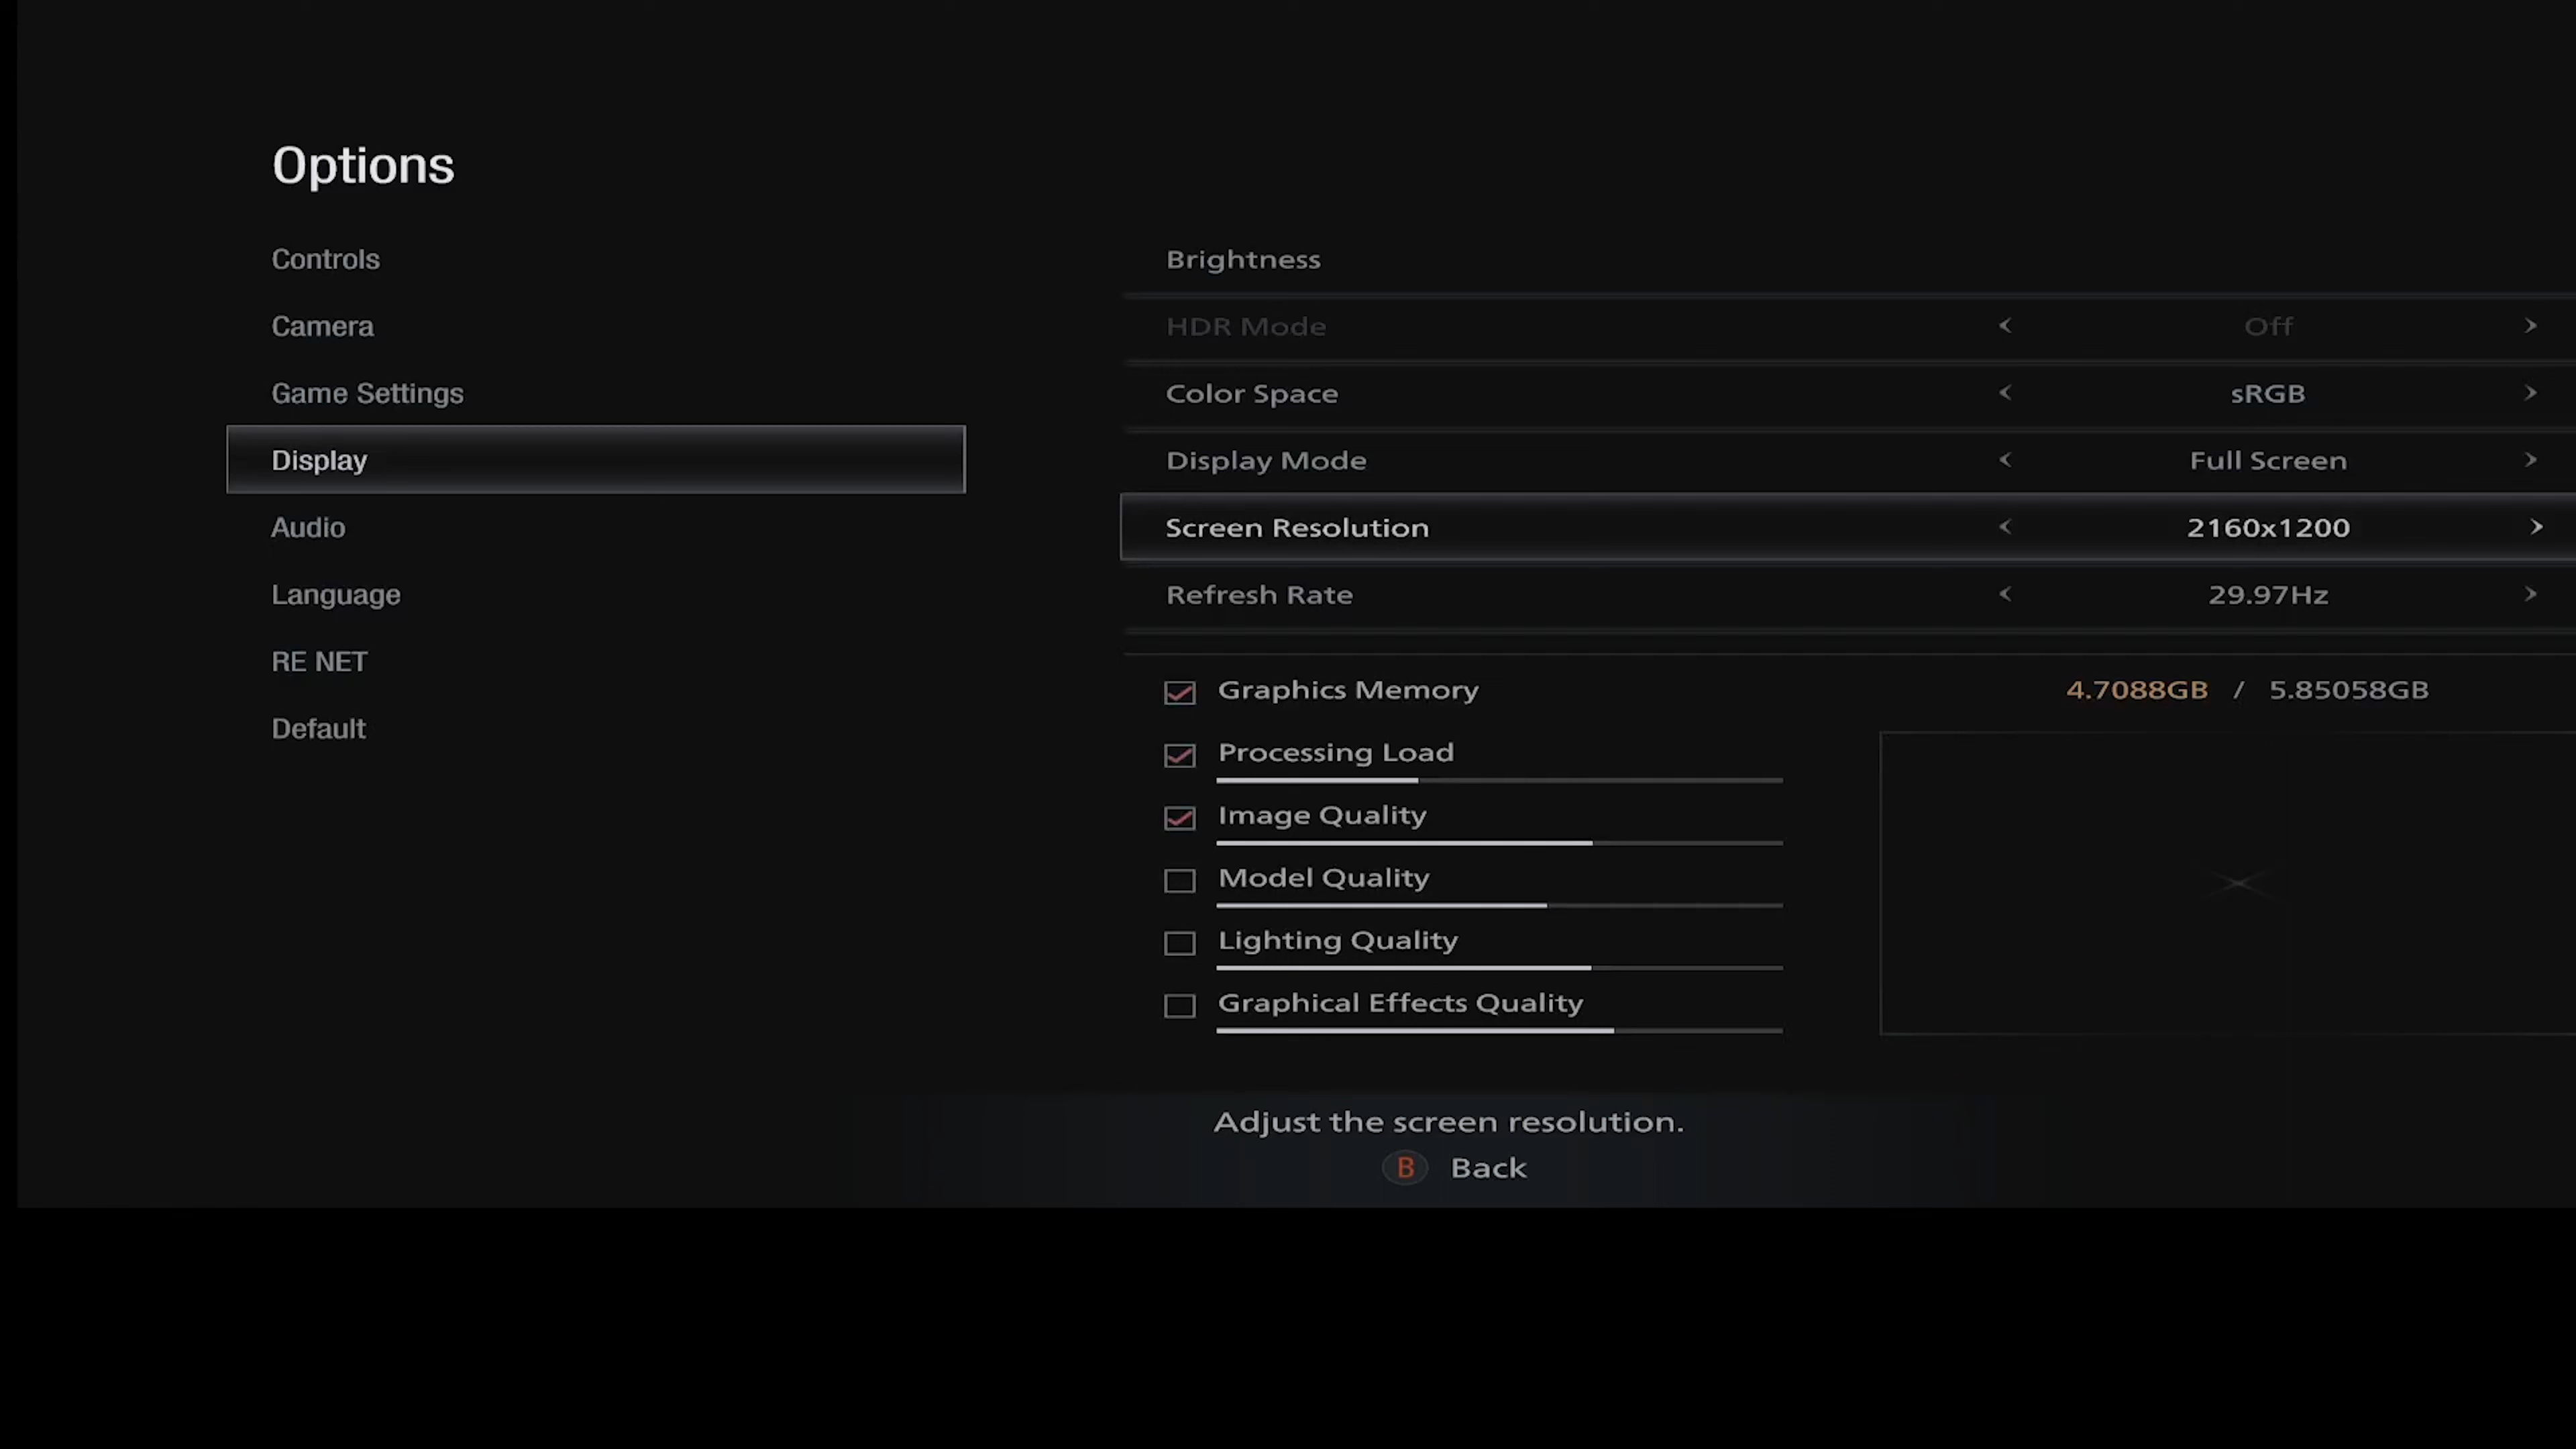 Options
Controls
Camera
Game Settings
Display
Audio
Language
RE NET
Default
Brightness
HDR Mode < Off >
Color Space < sRGB >
Display Mode < Full Screen >
Screen Resolution < 2160x1200 >
Refresh Rate < 29.97Hz >
Graphics Memory 4.7088GB / 5.85058GB
Processing Load
Image Quality
Model Quality
Lighting Quality
Graphical Effects Quality
Adjust the screen resolution.
B Back